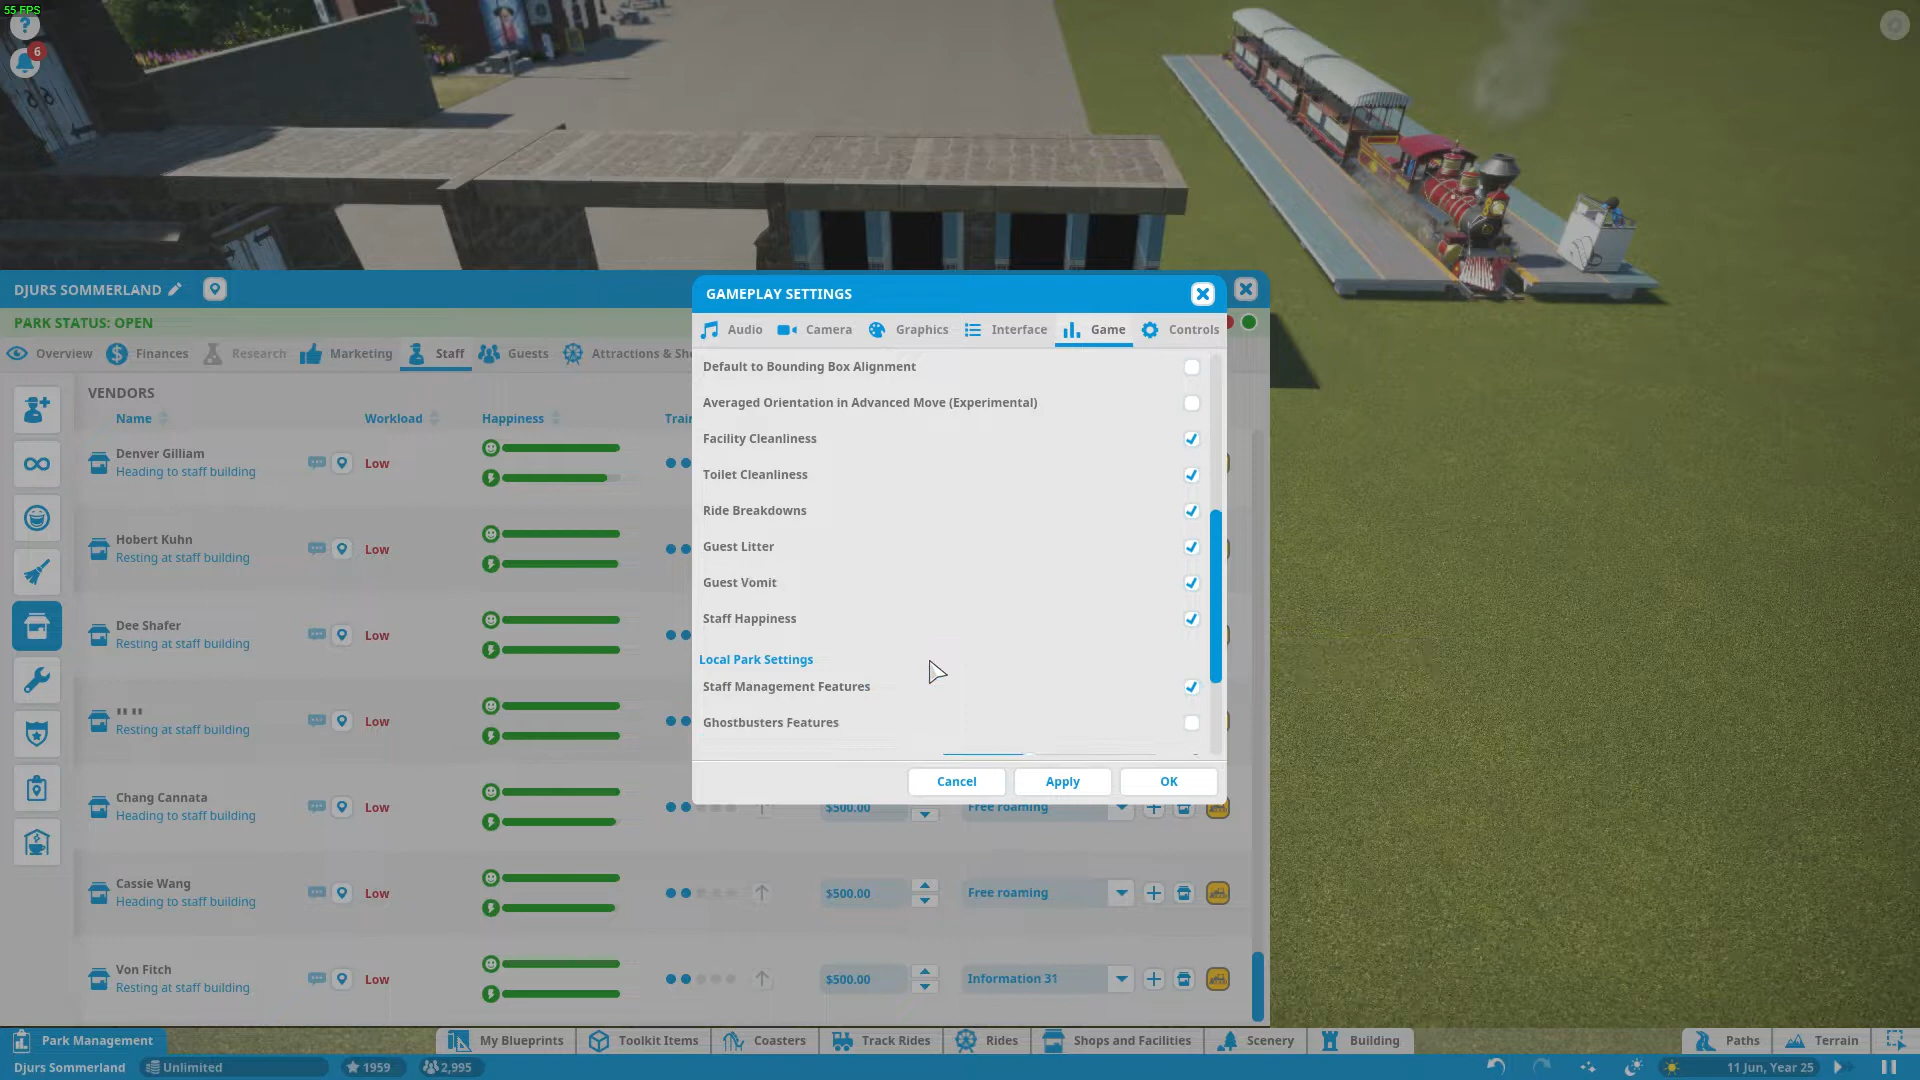 55 FPS
?
6
DJURS SOMMERLAND
PARK STATUS: OPEN
Overview
Finances
Research
Marketing
Staff
Guests
Attractions & Sh
VENDORS
Name
Workload
Happiness
Denver Gilliam
Heading to staff building
Low
Hobert Kuhn
Resting at staff building
Low
Dee Shafer
Resting at staff building
Low
" "
Resting at staff building
Low
Chang Cannata
Heading to staff building
Low
$500.00
Free roaming
Cassie Wang
Heading to staff building
Low
$500.00
Free roaming
Von Fitch
Resting at staff building
Low
$500.00
Information 31
GAMEPLAY SETTINGS
Audio
Camera
Graphics
Interface
Game
Controls
Default to Bounding Box Alignment
Averaged Orientation in Advanced Move (Experimental)
Facility Cleanliness
Toilet Cleanliness
Ride Breakdowns
Guest Litter
Guest Vomit
Staff Happiness
Local Park Settings
Staff Management Features
Ghostbusters Features
Cancel
Apply
OK
Park Management
My Blueprints
Toolkit Items
Coasters
Track Rides
Rides
Shops and Facilities
Scenery
Building
Paths
Terrain
Djurs Sommerland
Unlimited
1959
2,995
11 Jun, Year 25